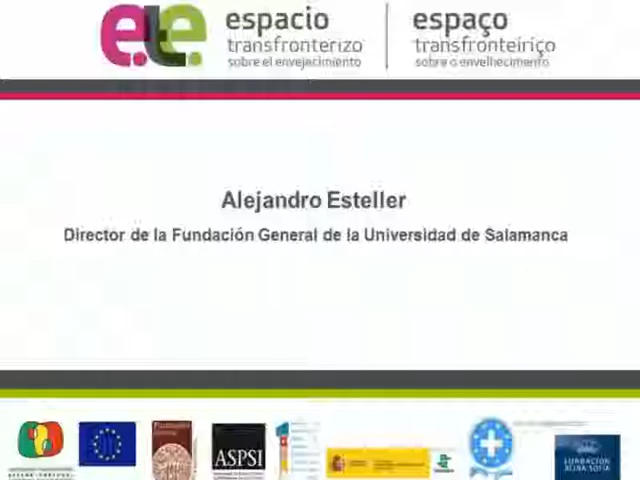 ete
espacio
transfronterizo
sobre el envejecimiento
espaço
transfronteiriço
sobre o envelhecimento
Alejandro Esteller
Director de la Fundación General de la Universidad de Salamanca
ASPSI
FUNDACIÓN
REINA SOFÍA